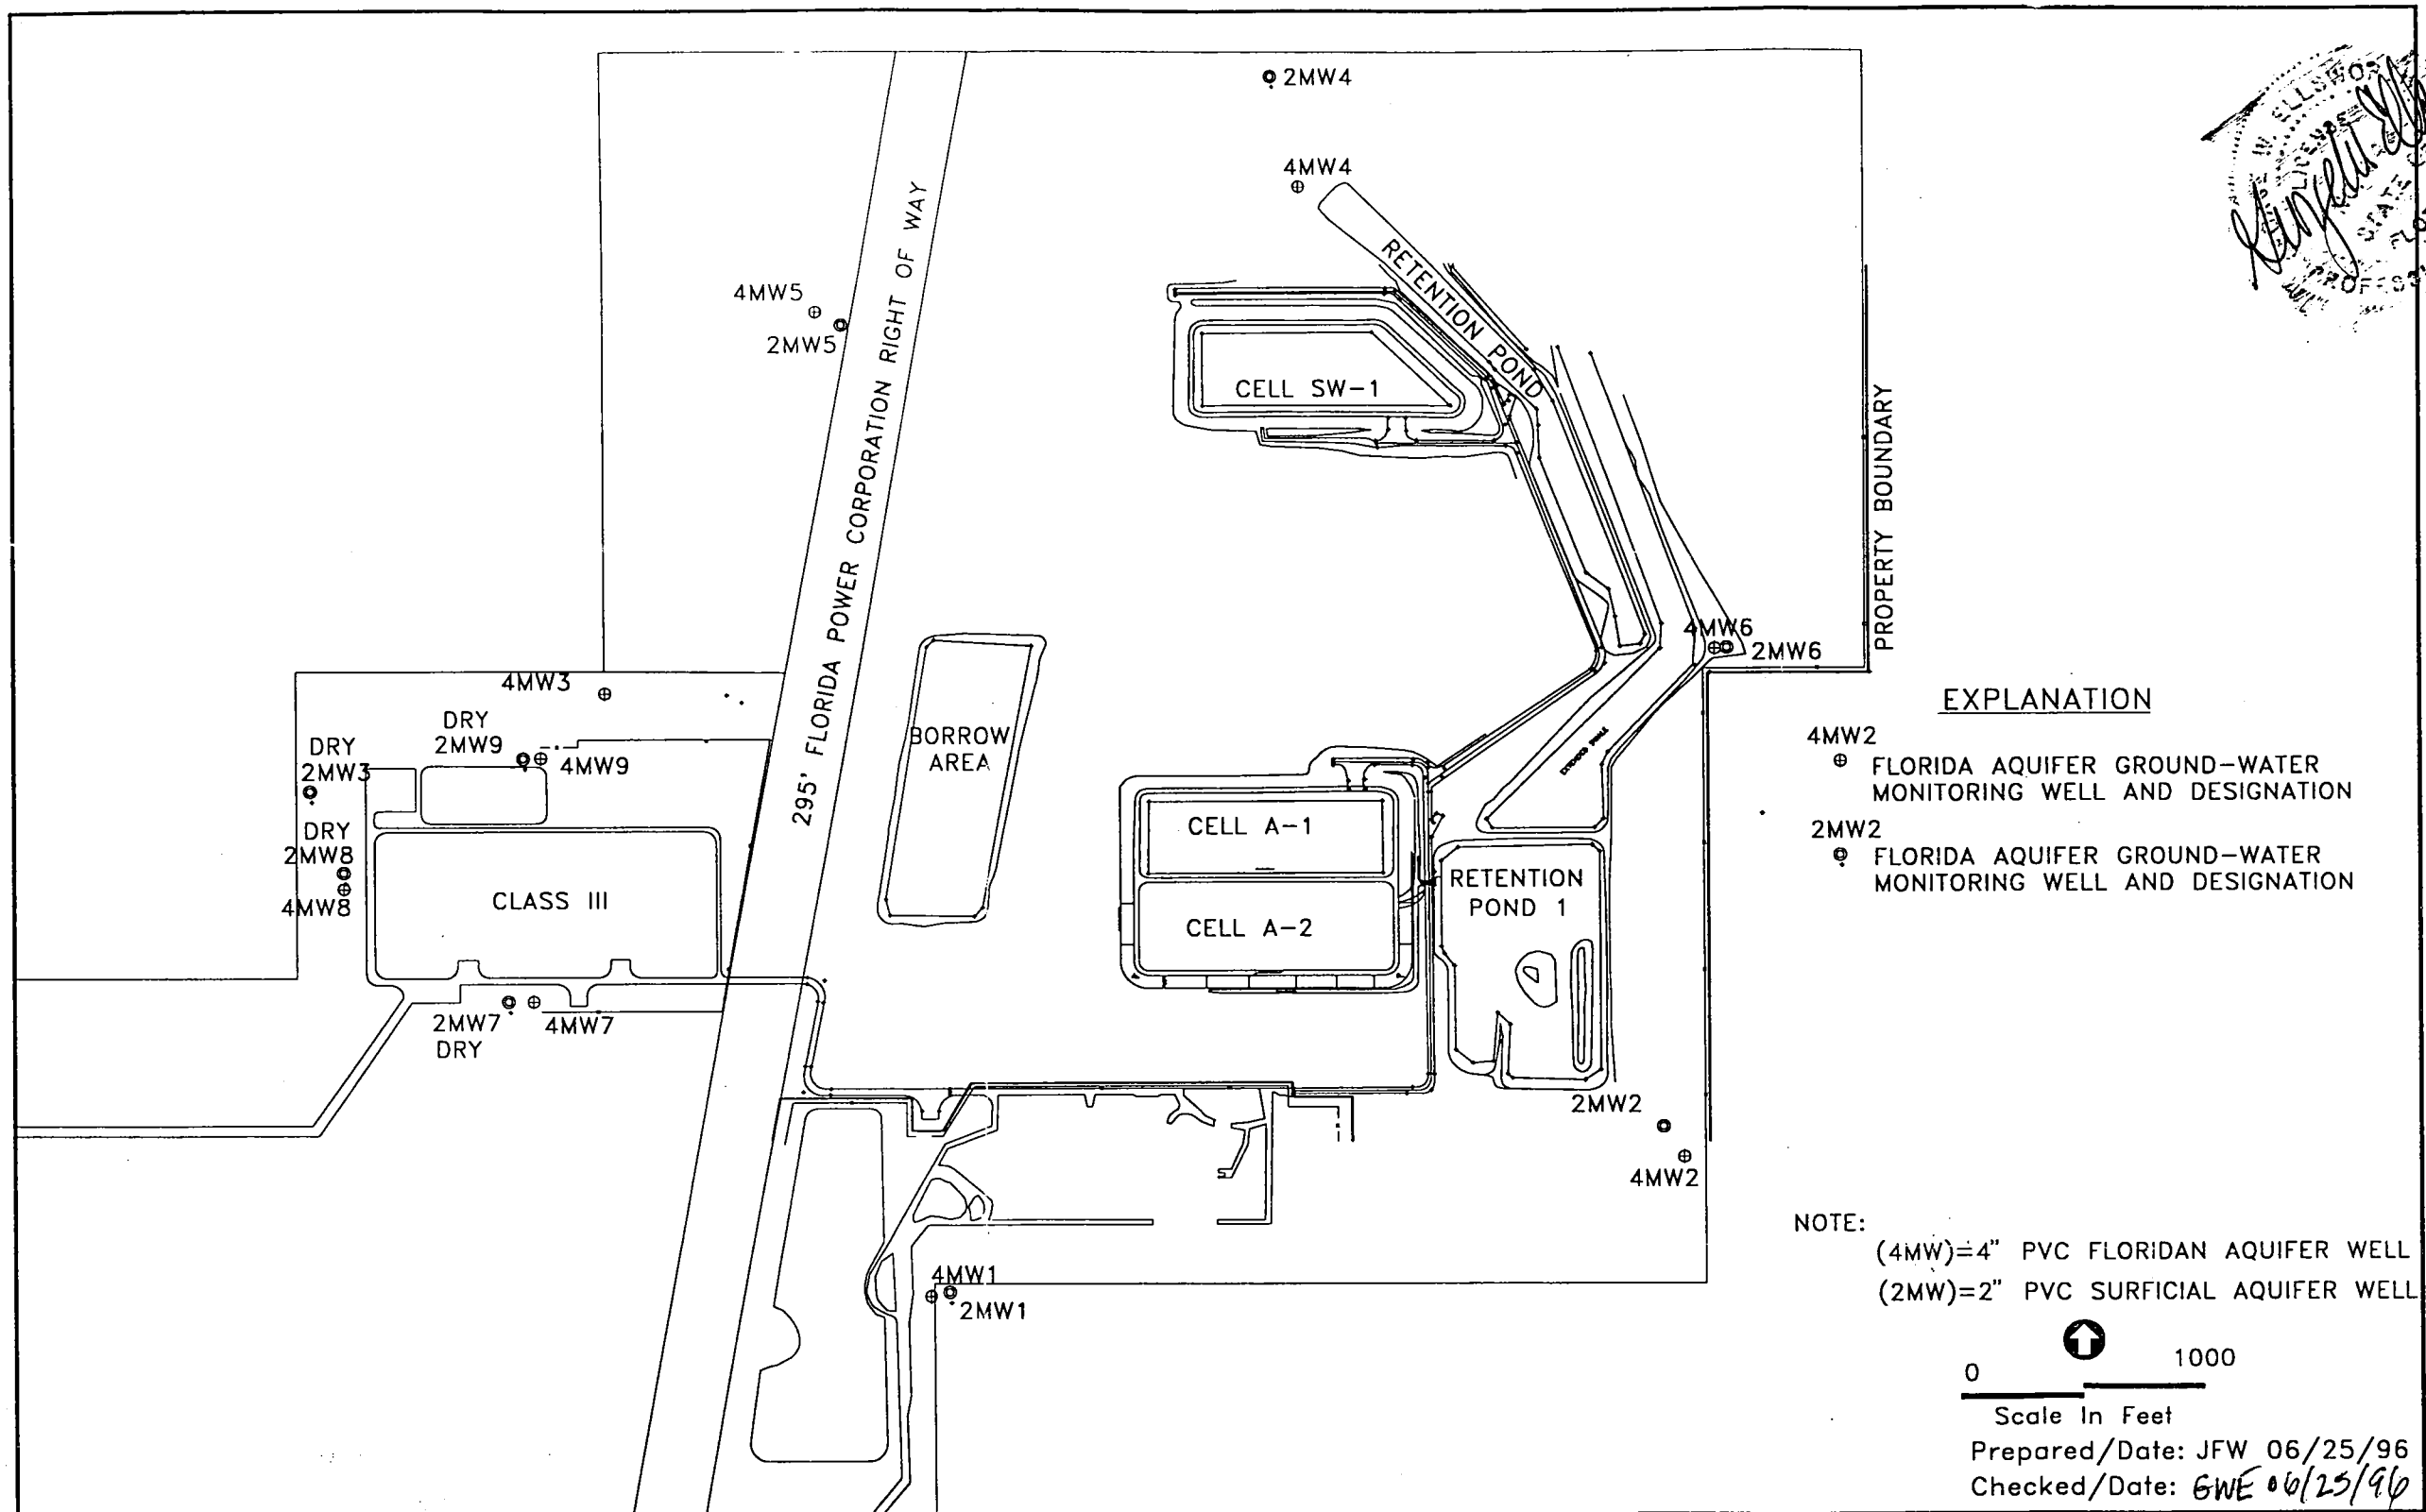 2MW4
4MW4
RETENTION POND
4MW5
2MW5
295' FLORIDA POWER CORPORATION RIGHT OF WAY
CELL SW-1
PROPERTY BOUNDARY
4MW6
2MW6
4MW3
DRY
2MW9
4MW9
DRY
2MW3
DRY
2MW8
4MW8
CLASS III
2MW7
DRY
4MW7
BORROW
AREA
CELL A-1
CELL A-2
RETENTION
POND 1
2MW2
4MW2
4MW1
2MW1
EXPLANATION
4MW2
FLORIDA AQUIFER GROUND-WATER
MONITORING WELL AND DESIGNATION
2MW2
FLORIDA AQUIFER GROUND-WATER
MONITORING WELL AND DESIGNATION
NOTE:
(4MW)=4" PVC FLORIDAN AQUIFER WELL
(2MW)=2" PVC SURFICIAL AQUIFER WELL
0 1000
Scale In Feet
Prepared/Date: JFW 06/25/96
Checked/Date: GWE 06/25/96